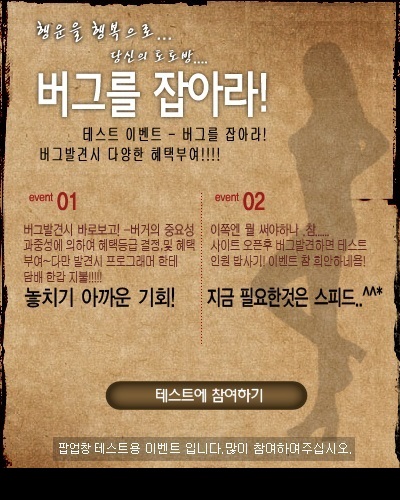 행운을 행복으로...
당신의 토토방....
버그를 잡아라!
테스트 이벤트 - 버그를 잡아라!
버그발견시 다양한 혜택부여!!!!
event 01
버그발견시 바로보고! -버거의 중요성
과중성에 의하여 혜택등급 결정,및 혜택
부여~다만 발견시 프로그래머 한테
담배 한갑 지불!!!!!
놓치기 아까운 기회!
event 02
이쪽엔 뭘 써야하나..참.....
사이트 오픈후 버그발견하면 테스트
인원 밥사기! 이벤트 참 희안하네욤!
지금 필요한것은 스피드..^^*
테스트에 참여하기
팝업창 테스트용 이벤트 입니다.많이 참여하여주십시오.